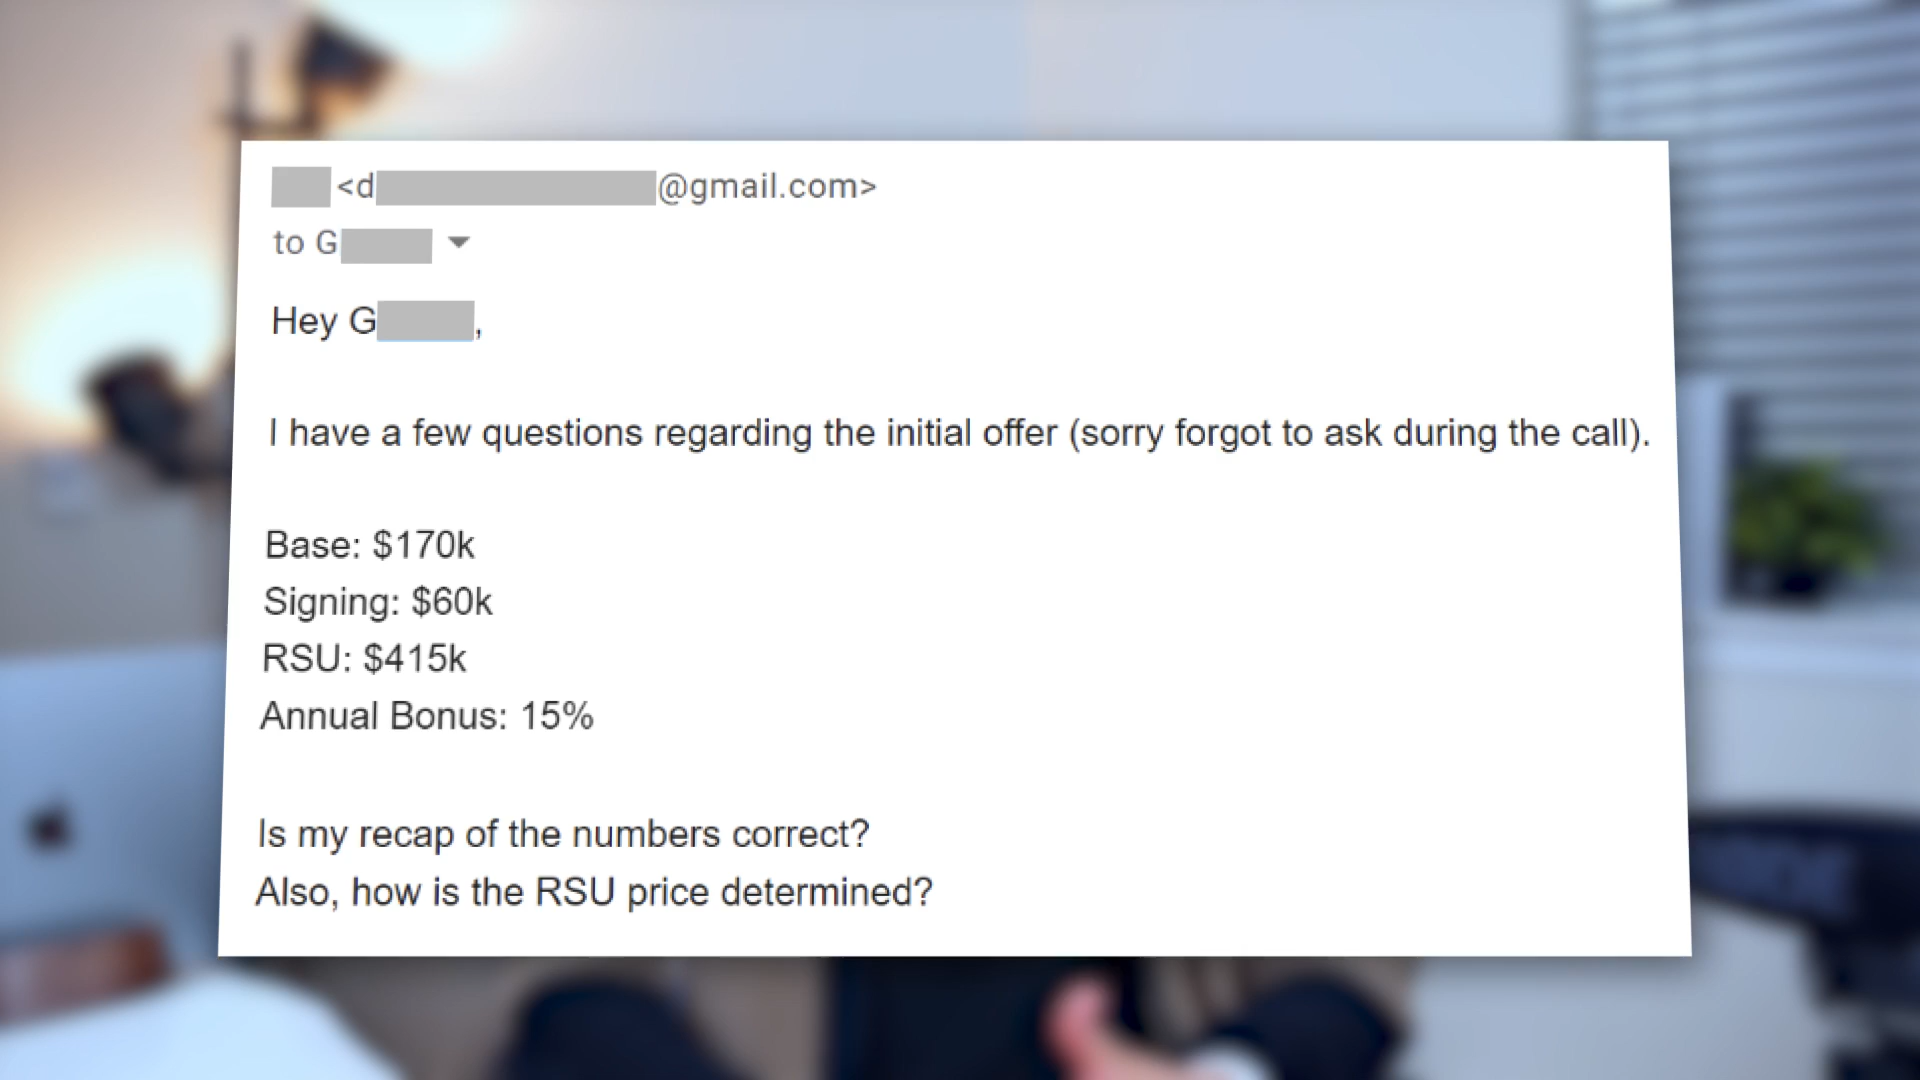 <d @gmail.com>
to G
Hey G ,
I have a few questions regarding the initial offer (sorry forgot to ask during the call).
Base: $170k
Signing: $60k
RSU: $415k
Annual Bonus: 15%
Is my recap of the numbers correct?
Also, how is the RSU price determined?